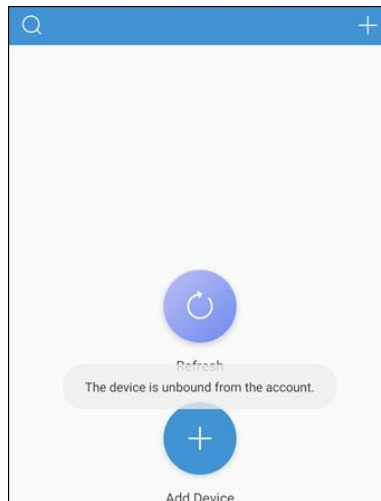 Refresh
The device is unbound from the account.
Add Device